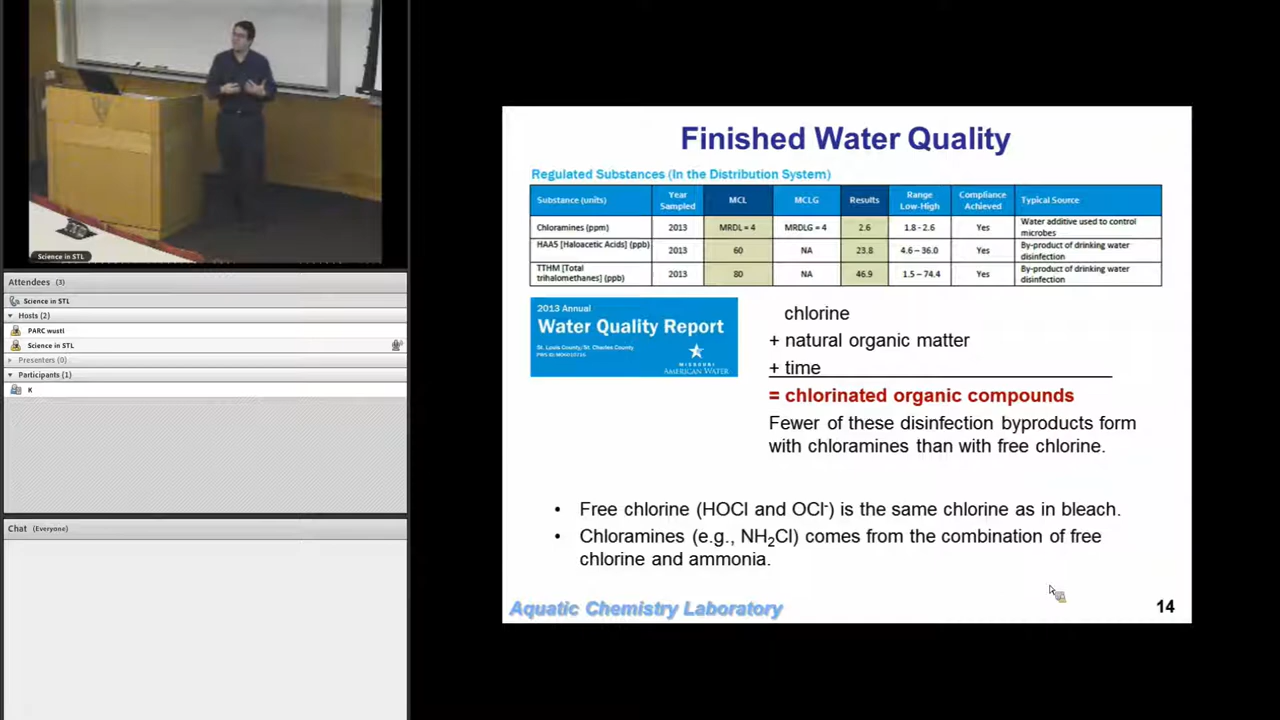 Science in STL
Attendees (3)
Science in STL
Hosts (2)
PARC wustl
Science in STL
Presenters (0)
Participants (1)
K
Chat (Everyone)
Finished Water Quality
Regulated Substances (In the Distribution System)
Substance (units) Year Sampled MCL MCLG Results Range Low-High Compliance Achieved Typical Source
Chloramines (ppm) 2013 MRDL = 4 MRDLG = 4 2.6 1.8 - 2.6 Yes Water additive used to control microbes
HAA5 [Haloacetic Acids] (ppb) 2013 60 NA 23.8 4.6 – 36.0 Yes By-product of drinking water disinfection
TTHM [Total trihalomethanes] (ppb) 2013 80 NA 46.9 1.5 – 74.4 Yes By-product of drinking water disinfection
2013 Annual
Water Quality Report
St. Louis County/St. Charles County
MISSOURI
AMERICAN WATER
chlorine
+ natural organic matter
+ time
= chlorinated organic compounds
Fewer of these disinfection byproducts form
with chloramines than with free chlorine.
• Free chlorine (HOCl and OCl⁻) is the same chlorine as in bleach.
• Chloramines (e.g., NH₂Cl) comes from the combination of free
chlorine and ammonia.
Aquatic Chemistry Laboratory
14